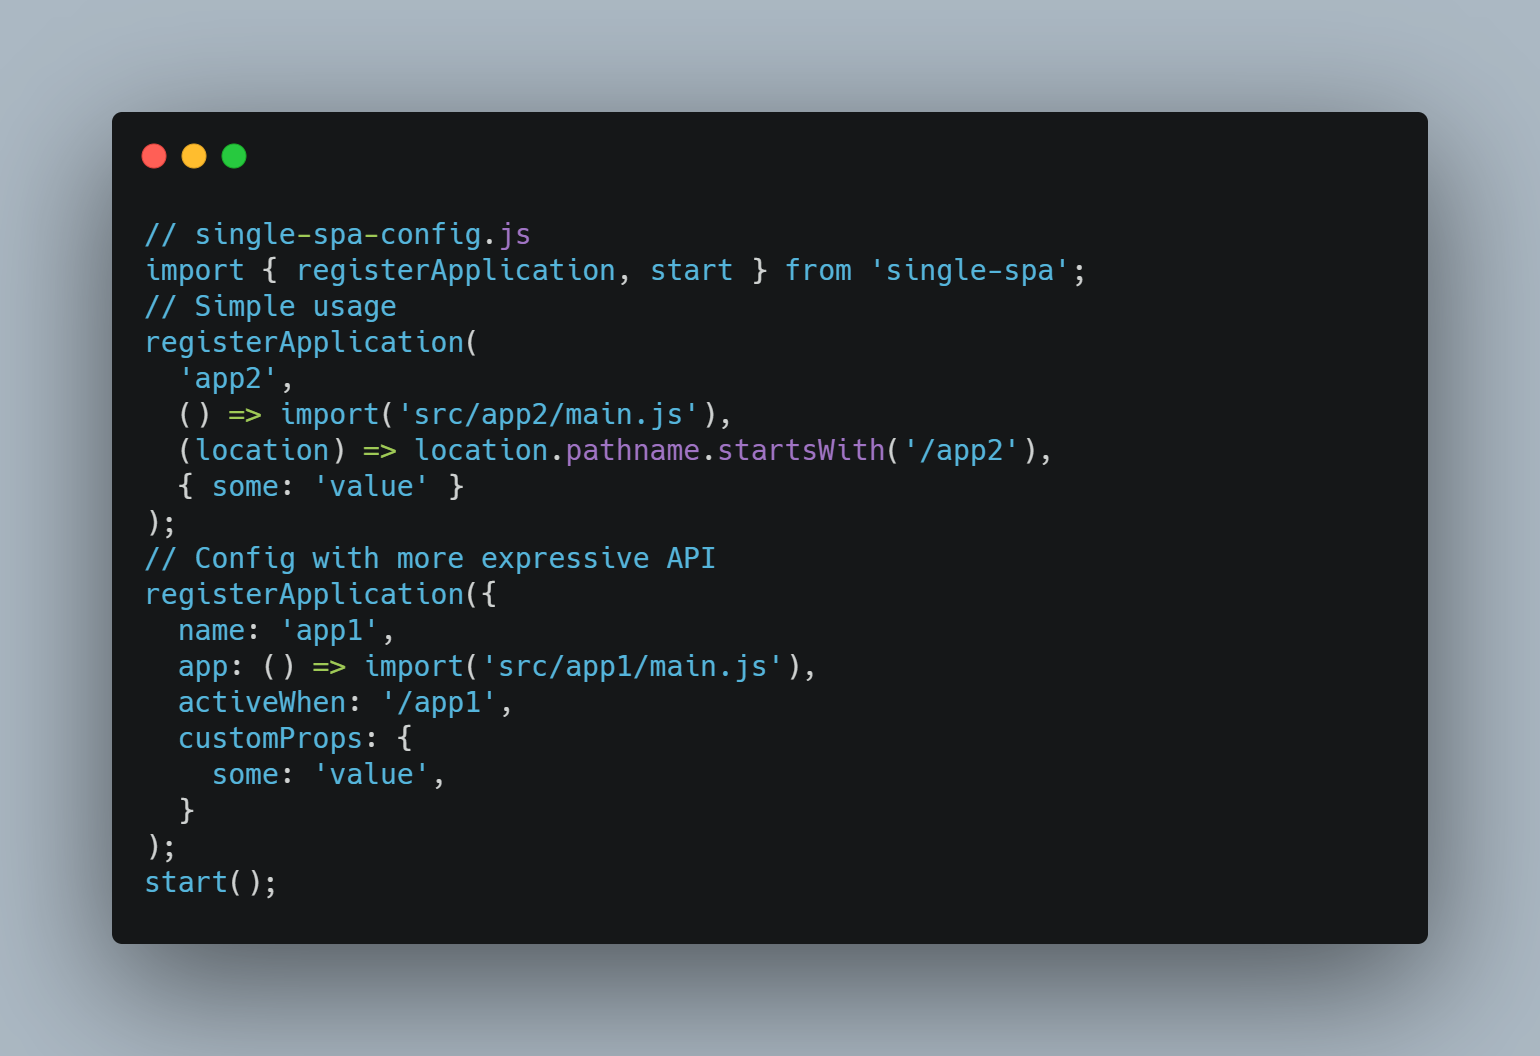 // single-spa-config.js
import { registerApplication, start } from 'single-spa';
// Simple usage
registerApplication(
  'app2',
  () => import('src/app2/main.js'),
  (location) => location.pathname.startsWith('/app2'),
  { some: 'value' }
);
// Config with more expressive API
registerApplication({
  name: 'app1',
  app: () => import('src/app1/main.js'),
  activeWhen: '/app1',
  customProps: {
    some: 'value',
  }
);
start();